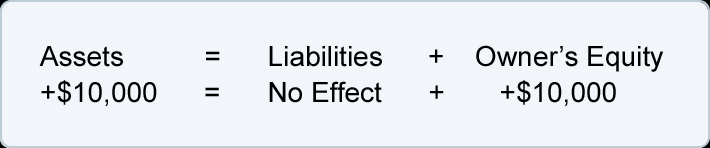 Assets = Liabilities + Owner’s Equity
+$10,000 = No Effect + +$10,000